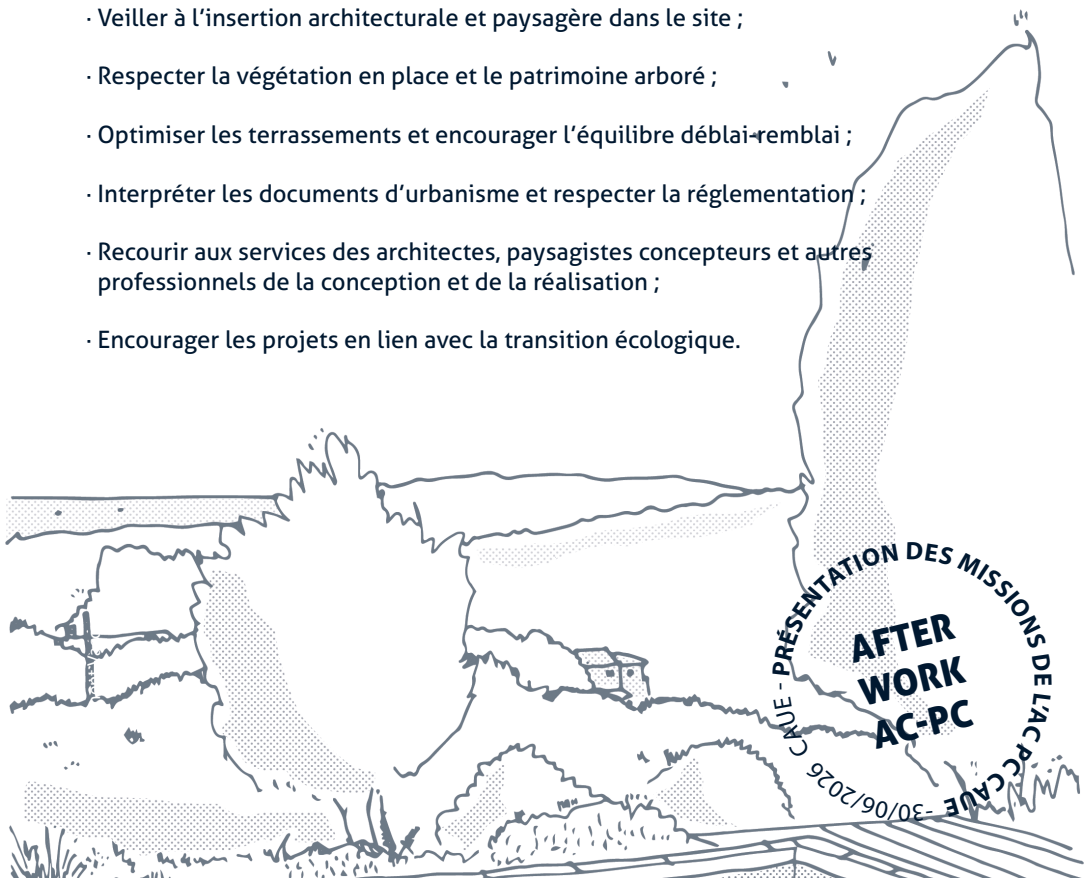 · Veiller à l’insertion architecturale et paysagère dans le site ;
· Respecter la végétation en place et le patrimoine arboré ;
· Optimiser les terrassements et encourager l’équilibre déblai-remblai ;
· Interpréter les documents d’urbanisme et respecter la réglementation ;
· Recourir aux services des architectes, paysagistes concepteurs et autres
professionnels de la conception et de la réalisation ;
· Encourager les projets en lien avec la transition écologique.
CAUE - PRÉSENTATION DES MISSIONS DE L’AC PC CAUE -30/06/2026
AFTER
WORK
AC-PC